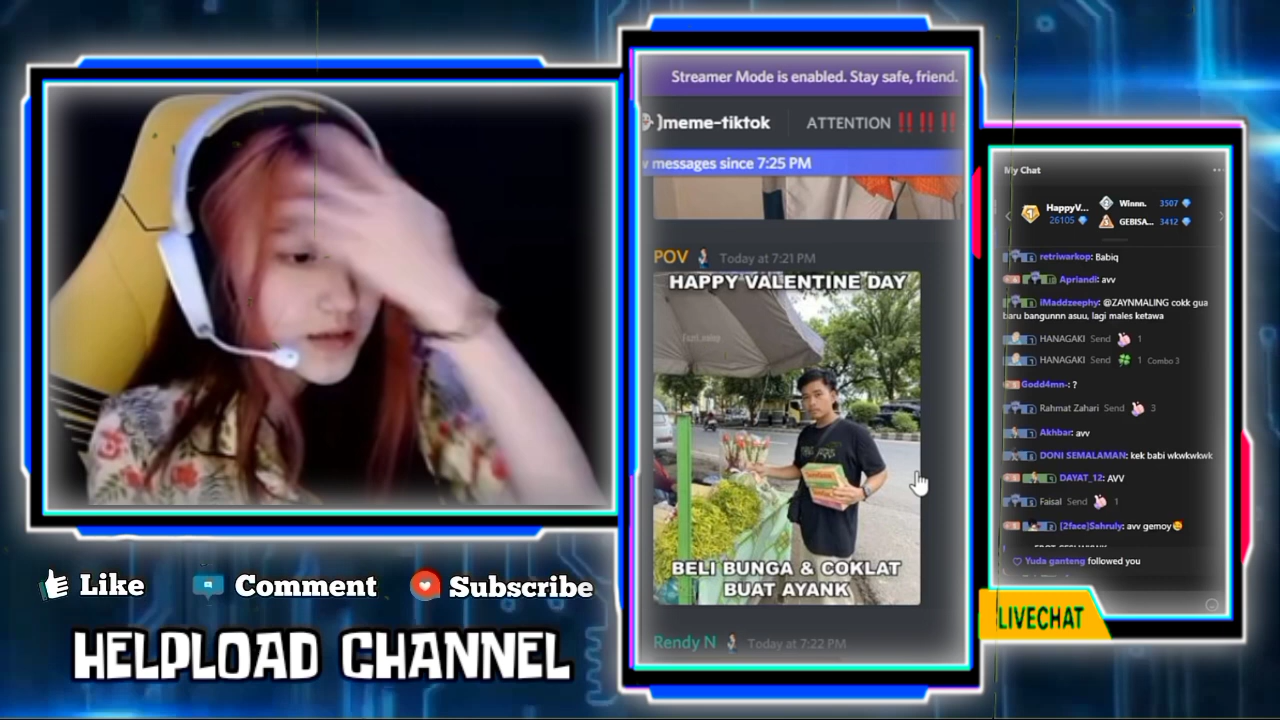 Streamer Mode is enabled. Stay safe, friend.
)meme-tiktok
ATTENTION ‼️‼️‼️
messages since 7:25 PM
POV Today at 7:21 PM
HAPPY VALENTINE DAY
BELI BUNGA & COKLAT
BUAT AYANK
Rendy N Today at 7:22 PM
My Chat
HappyV...
26105
Winnn. 3507
GEBISA... 3412
retriwarkop: Babiq
Apriandi: avv
iMaddzeephy: @ZAYNMALING cokk gua
baru bangunnn asuu, lagi males ketawa
HANAGAKI Send 1
HANAGAKI Send 1 Combo 3
Godd4mn-: ?
Rahmat Zahari Send 3
Akhbar: avv
DONI SEMALAMAN: kek babi wkwkwkwk
DAYAT_12: AVV
Faisal Send 1
[2face]Sahruly: avv gemoy🥰
Yuda ganteng followed you
LIVECHAT
Like
Comment
Subscribe
HELPLOAD CHANNEL